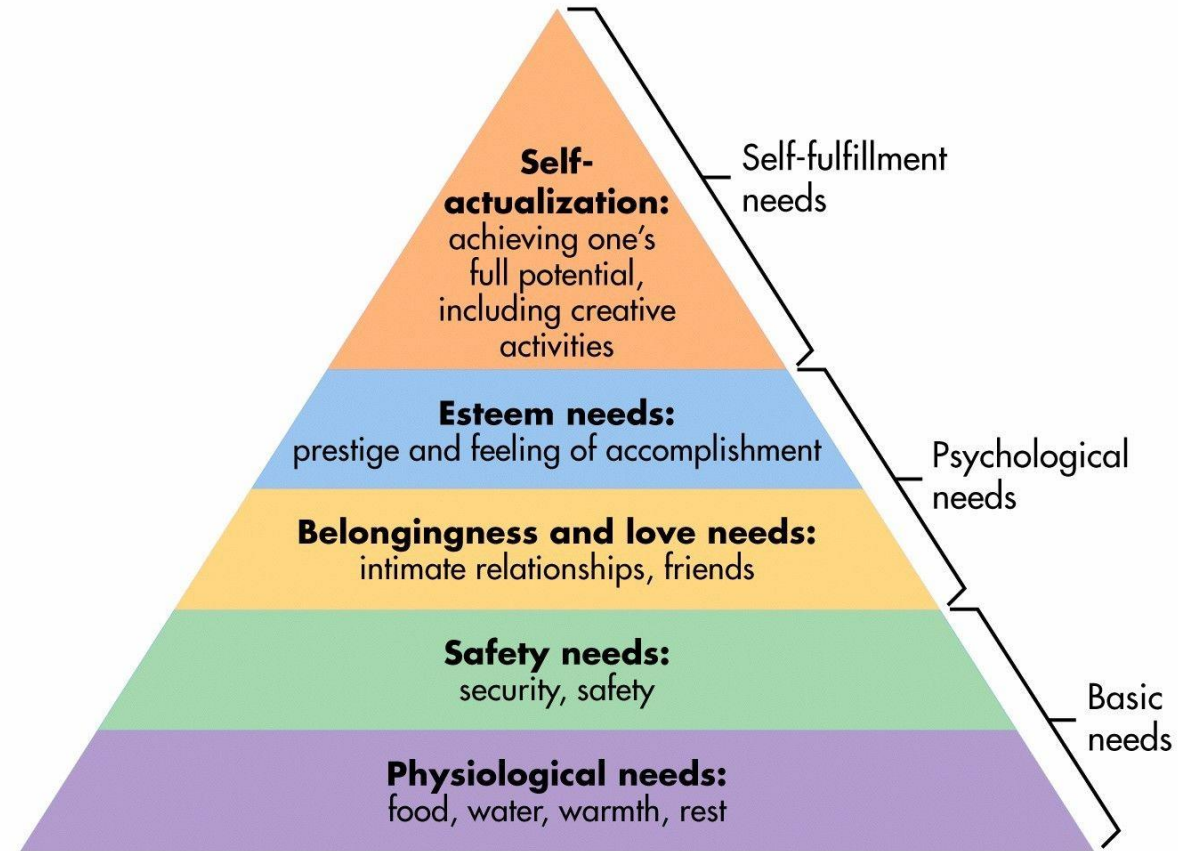 Self-
actualization:
achieving one's
full potential,
including creative
activities
Self-fulfillment
needs
Esteem needs:
prestige and feeling of accomplishment
Psychological
needs
Belongingness and love needs:
intimate relationships, friends
Safety needs:
security, safety
Basic
needs
Physiological needs:
food, water, warmth, rest